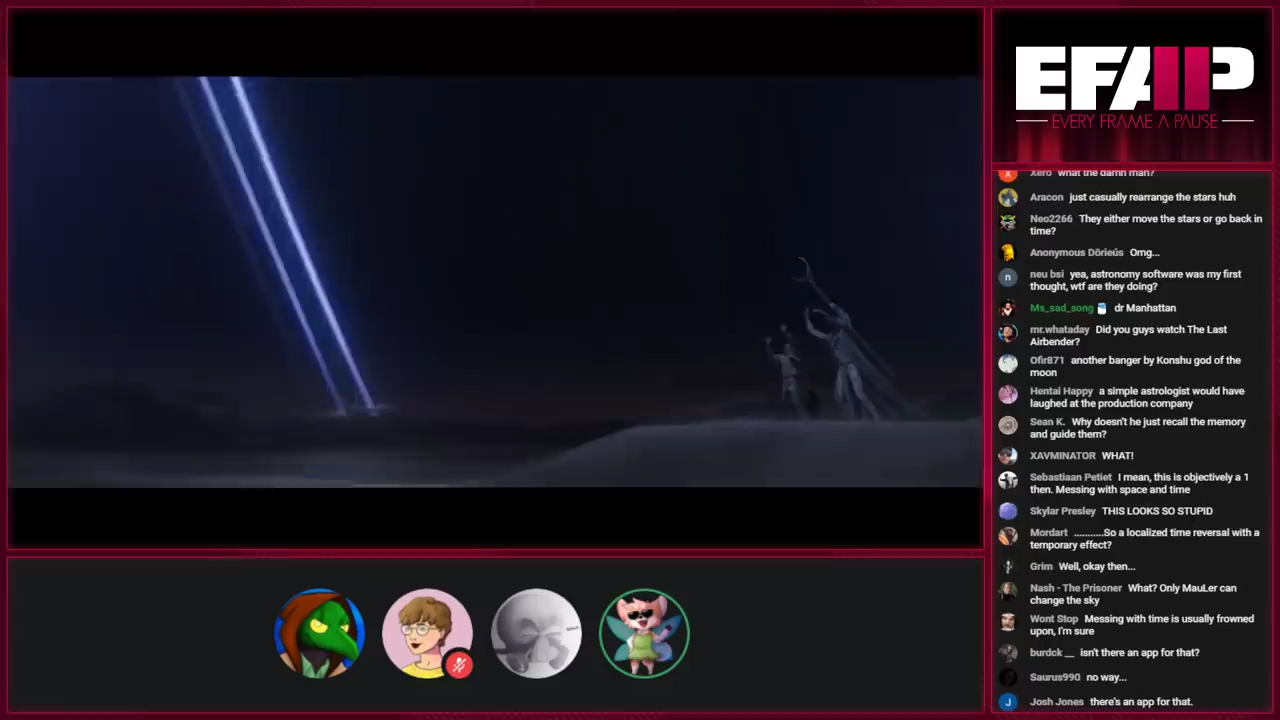 EFAP
EVERY FRAME A PAUSE
X
Xero what the damn man?
Aracon just casually rearrange the stars huh
Neo2266 They either move the stars or go back in
time?
Anonymous Dōrieús Omg...
n
neu bsi yea, astronomy software was my first
thought, wtf are they doing?
Ms_sad_song dr Manhattan
mr.whataday Did you guys watch The Last
Airbender?
Ofir871 another banger by Konshu god of the
moon
Hentai Happy a simple astrologist would have
laughed at the production company
Sean K. Why doesn't he just recall the memory
and guide them?
XAVMINATOR WHAT!
Sebastiaan Petiet I mean, this is objectively a 1
then. Messing with space and time
Skylar Presley THIS LOOKS SO STUPID
Mordart ...........So a localized time reversal with a
temporary effect?
Grim Well, okay then...
Nash - The Prisoner What? Only MauLer can
change the sky
Wont Stop Messing with time is usually frowned
upon, I'm sure
burdck __ isn't there an app for that?
Saurus990 no way...
J
Josh Jones there's an app for that.